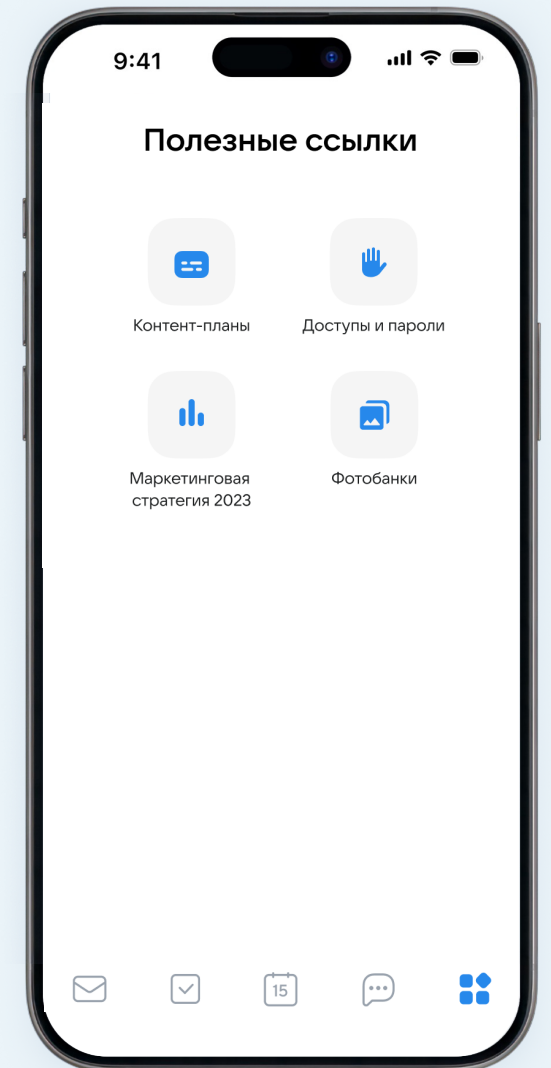 9:41
Полезные ссылки
Контент-планы
Доступы и пароли
Маркетинговая
стратегия 2023
Фотобанки
15